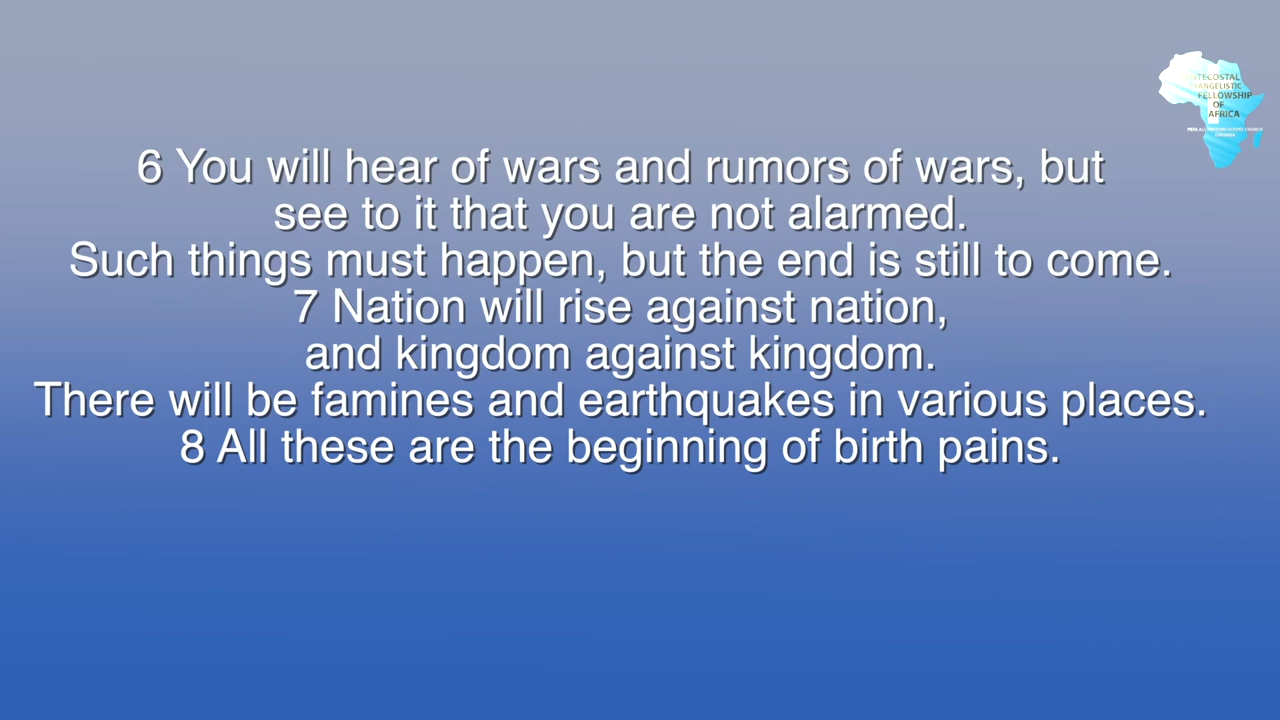 NTECOSTAL
VANGELISTIC
FELLOWSHIP
OF
AFRICA
6 You will hear of wars and rumors of wars, but
see to it that you are not alarmed.
Such things must happen, but the end is still to come.
7 Nation will rise against nation,
and kingdom against kingdom.
There will be famines and earthquakes in various places.
8 All these are the beginning of birth pains.